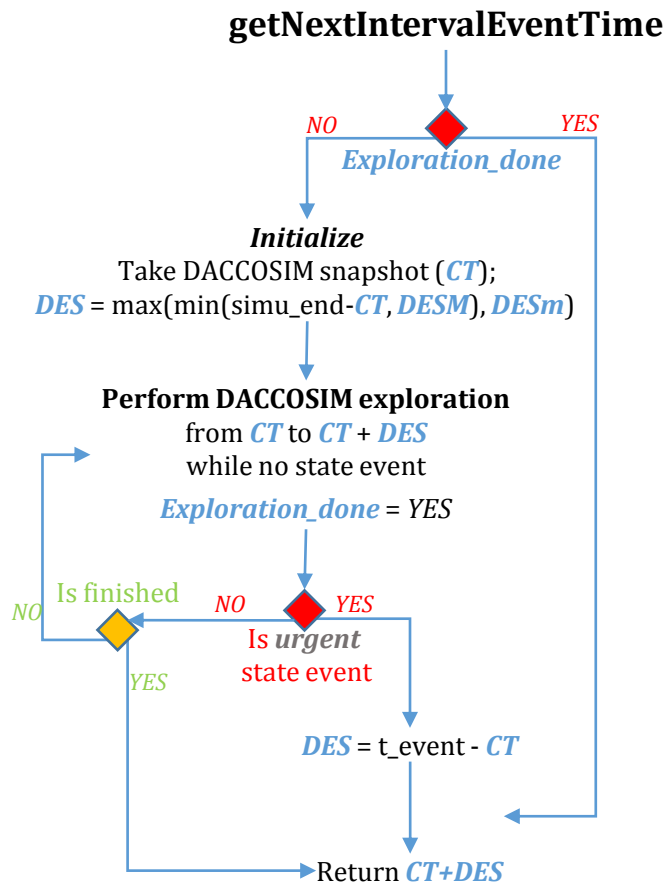 getNextIntervalEventTime
NO
YES
Exploration_done
Initialize
Take DACCOSIM snapshot (CT);
DES = max(min(simu_end-CT, DESM), DESm)
Perform DACCOSIM exploration
from CT to CT + DES
while no state event
Exploration_done = YES
Is finished
NO
NO
YES
Is urgent
state event
YES
DES = t_event - CT
Return CT+DES